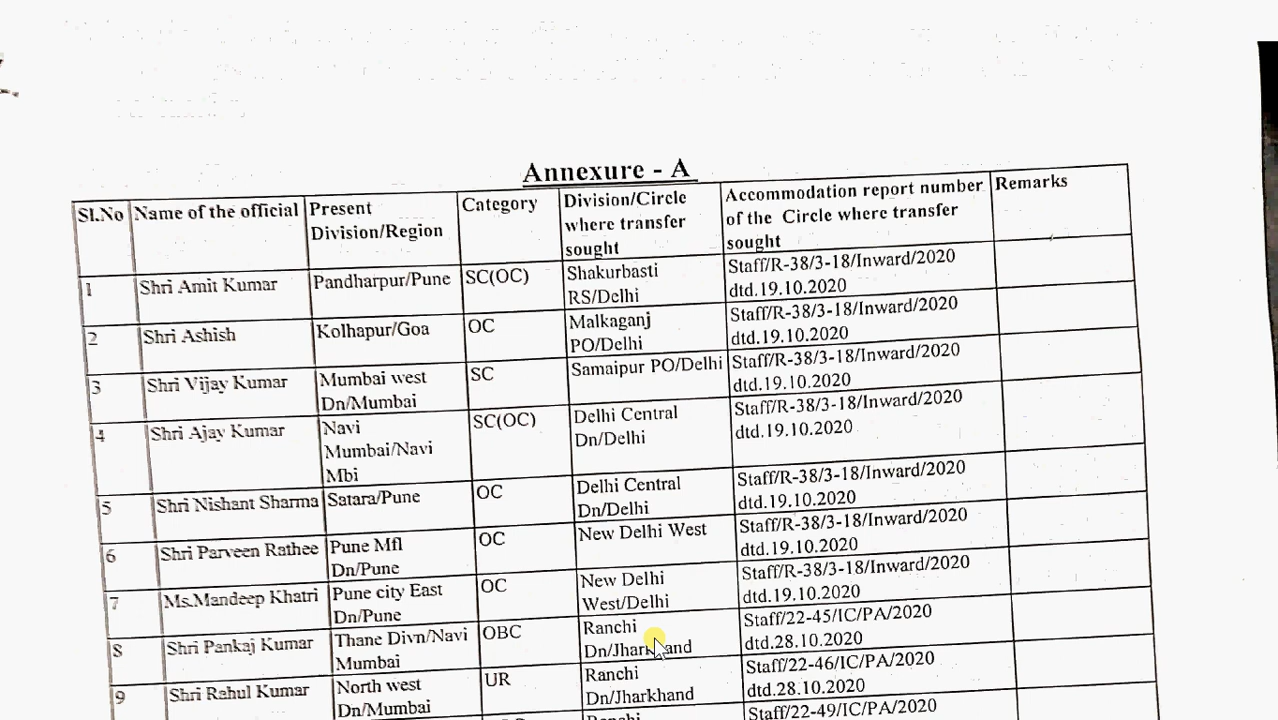 Annexure - A
Sl.No Name of the official Present Division/Region Category Division/Circle where transfer sought Accommodation report number of the Circle where transfer sought Remarks
1 Shri Amit Kumar Pandharpur/Pune SC(OC) Shakurbasti RS/Delhi Staff/R-38/3-18/Inward/2020 dtd.19.10.2020
2 Shri Ashish Kolhapur/Goa OC Malkaganj PO/Delhi Staff/R-38/3-18/Inward/2020 dtd.19.10.2020
3 Shri Vijay Kumar Mumbai west Dn/Mumbai SC Samaipur PO/Delhi Staff/R-38/3-18/Inward/2020 dtd.19.10.2020
4 Shri Ajay Kumar Navi Mumbai/Navi Mbi SC(OC) Delhi Central Dn/Delhi Staff/R-38/3-18/Inward/2020 dtd.19.10.2020
5 Shri Nishant Sharma Satara/Pune OC Delhi Central Dn/Delhi Staff/R-38/3-18/Inward/2020 dtd.19.10.2020
6 Shri Parveen Rathee Pune Mfl Dn/Pune OC New Delhi West Staff/R-38/3-18/Inward/2020 dtd.19.10.2020
7 Ms.Mandeep Khatri Pune city East Dn/Pune OC New Delhi West/Delhi Staff/R-38/3-18/Inward/2020 dtd.19.10.2020
8 Shri Pankaj Kumar Thane Divn/Navi Mumbai OBC Ranchi Dn/Jharkhand Staff/22-45/IC/PA/2020 dtd.28.10.2020
9 Shri Rahul Kumar North west Dn/Mumbai UR Ranchi Dn/Jharkhand Staff/22-46/IC/PA/2020 dtd.28.10.2020
Ranchi Staff/22-49/IC/PA/2020